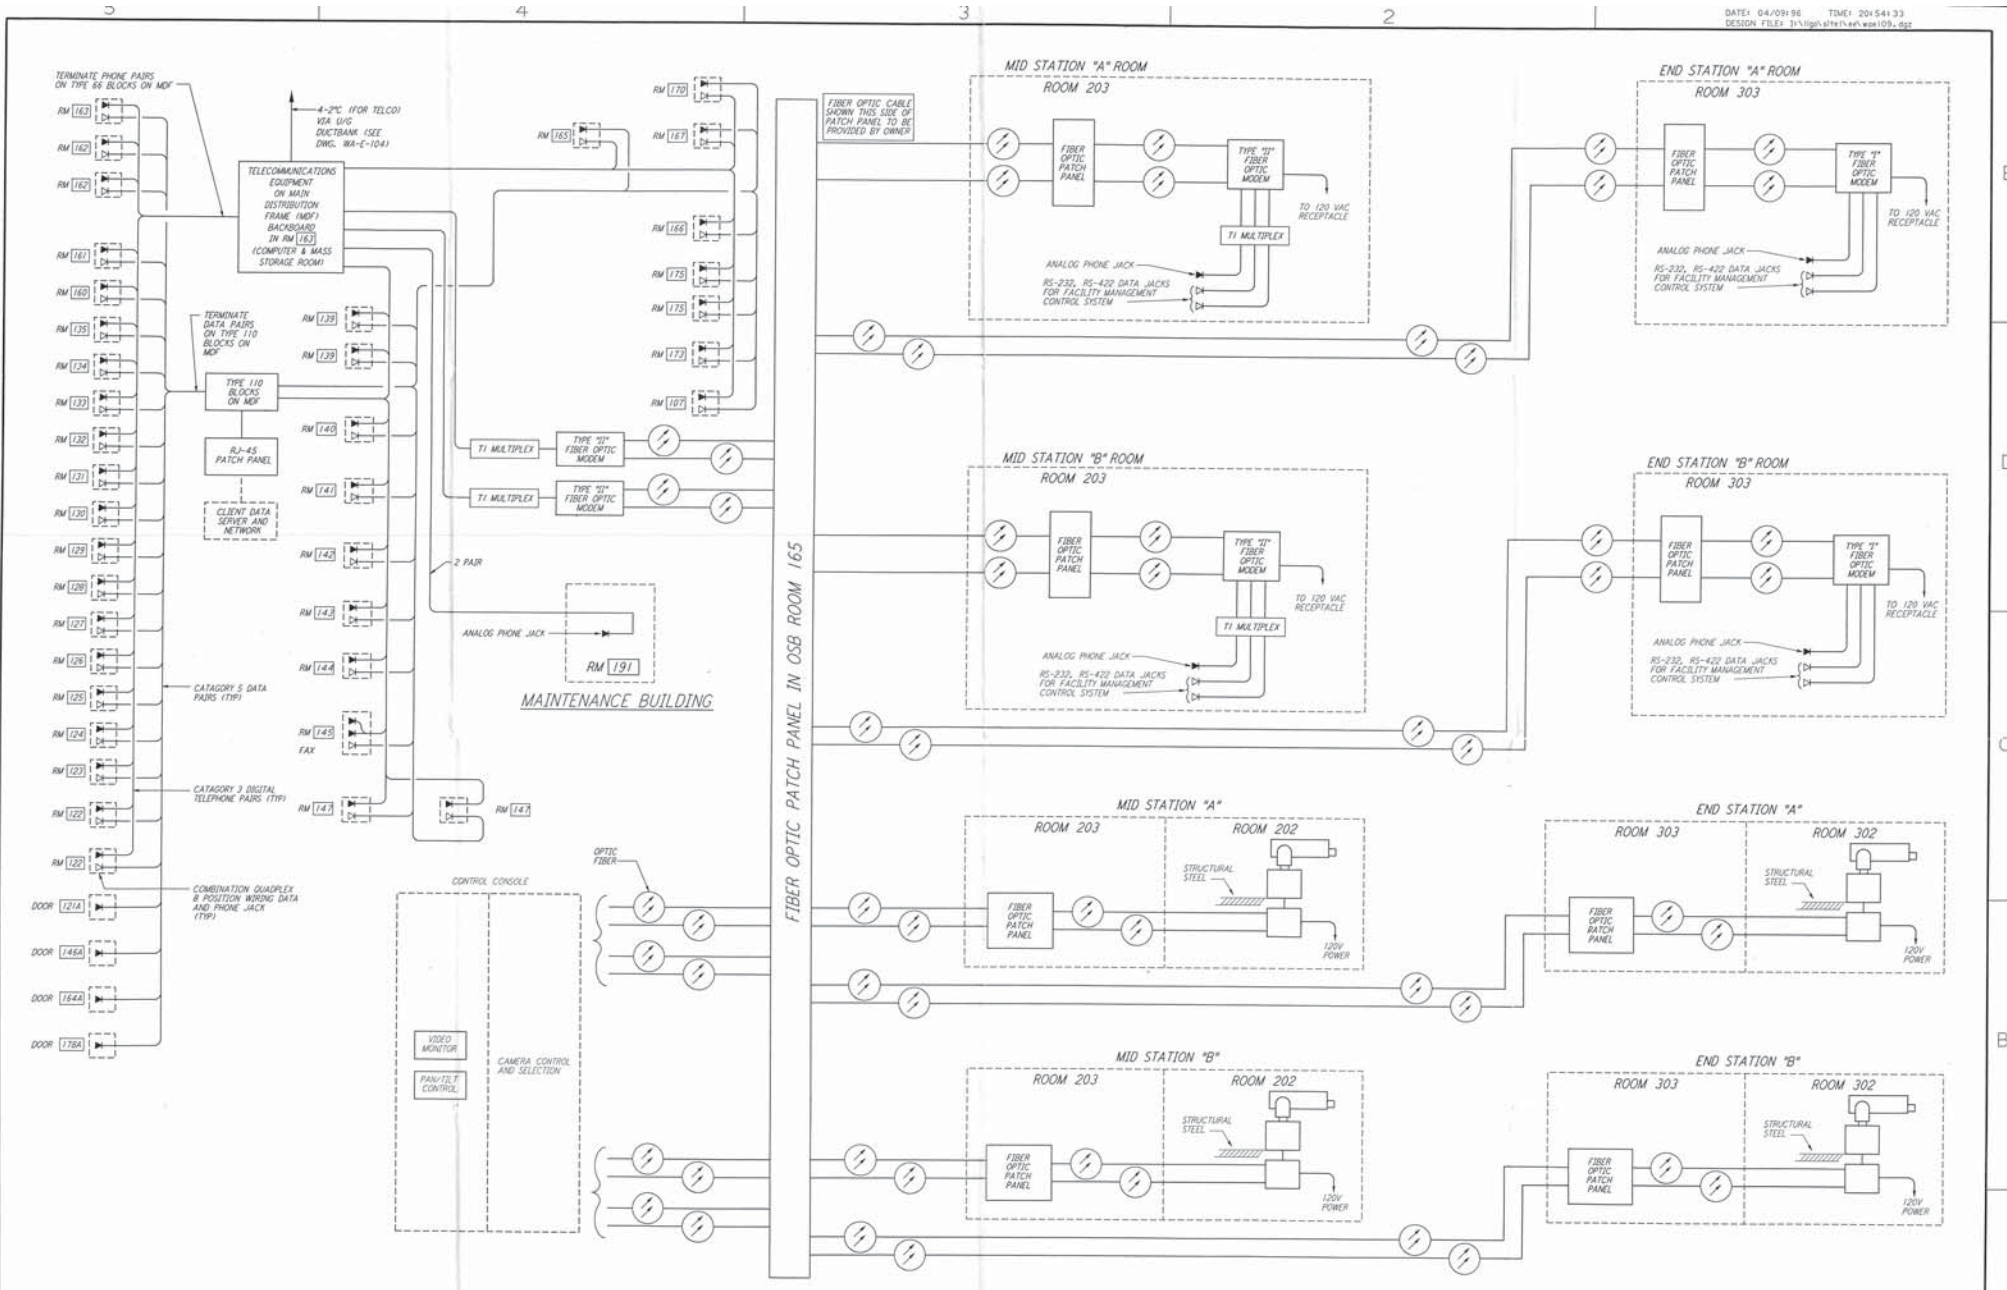 5
4
3
2
DATE: 04/09/96 TIME: 20:54:33
TERMINATE PHONE PAIRS
ON TYPE 66 BLOCKS ON MDF
RM 163
RM 162
RM 162
RM 161
RM 160
RM 135
RM 134
RM 133
RM 132
RM 131
RM 130
RM 129
RM 128
RM 127
RM 126
RM 125
RM 124
RM 123
RM 122
RM 122
DOOR 121A
DOOR 146A
DOOR 164A
DOOR 178A
4-2"C (FOR TELCO)
VIA U/G
DUCTBANK (SEE
DWG. WA-E-104)
TELECOMMUNICATIONS
EQUIPMENT
ON MAIN
DISTRIBUTION
FRAME (MDF)
BACKBOARD
IN RM 163
(COMPUTER & MASS
STORAGE ROOM)
TERMINATE
DATA PAIRS
ON TYPE 110
BLOCKS ON
MDF
TYPE 110
BLOCKS
ON MDF
RJ-45
PATCH PANEL
CLIENT DATA
SERVER AND
NETWORK
CATAGORY 5 DATA
PAIRS (TYP)
CATAGORY 3 DIGITAL
TELEPHONE PAIRS (TYP)
COMBINATION QUADPLEX
8 POSITION WIRING DATA
AND PHONE JACK
(TYP)
RM 139
RM 139
RM 140
RM 141
RM 142
RM 143
RM 144
RM 145
FAX
RM 147
RM 147
RM 165
RM 170
RM 167
RM 166
RM 175
RM 175
RM 173
RM 107
T1 MULTIPLEX
TYPE "II"
FIBER OPTIC
MODEM
T1 MULTIPLEX
TYPE "II"
FIBER OPTIC
MODEM
2 PAIR
ANALOG PHONE JACK
RM 191
MAINTENANCE BUILDING
OPTIC
FIBER
CONTROL CONSOLE
VIDEO
MONITOR
PAN/TILT
CONTROL
CAMERA CONTROL
AND SELECTION
FIBER OPTIC PATCH PANEL IN OSB ROOM 165
FIBER OPTIC CABLE
SHOWN THIS SIDE OF
PATCH PANEL TO BE
PROVIDED BY OWNER
MID STATION "A" ROOM
ROOM 203
FIBER
OPTIC
PATCH
PANEL
TYPE "II"
FIBER
OPTIC
MODEM
TO 120 VAC
RECEPTACLE
T1 MULTIPLEX
ANALOG PHONE JACK
RS-232, RS-422 DATA JACKS
FOR FACILITY MANAGEMENT
CONTROL SYSTEM
END STATION "A" ROOM
ROOM 303
FIBER
OPTIC
PATCH
PANEL
TYPE "I"
FIBER
OPTIC
MODEM
TO 120 VAC
RECEPTACLE
ANALOG PHONE JACK
RS-232, RS-422 DATA JACKS
FOR FACILITY MANAGEMENT
CONTROL SYSTEM
MID STATION "B" ROOM
ROOM 203
FIBER
OPTIC
PATCH
PANEL
TYPE "II"
FIBER
OPTIC
MODEM
TO 120 VAC
RECEPTACLE
T1 MULTIPLEX
ANALOG PHONE JACK
RS-232, RS-422 DATA JACKS
FOR FACILITY MANAGEMENT
CONTROL SYSTEM
END STATION "B" ROOM
ROOM 303
FIBER
OPTIC
PATCH
PANEL
TYPE "I"
FIBER
OPTIC
MODEM
TO 120 VAC
RECEPTACLE
ANALOG PHONE JACK
RS-232, RS-422 DATA JACKS
FOR FACILITY MANAGEMENT
CONTROL SYSTEM
MID STATION "A"
ROOM 203
ROOM 202
STRUCTURAL
STEEL
FIBER
OPTIC
PATCH
PANEL
120V
POWER
END STATION "A"
ROOM 303
ROOM 302
STRUCTURAL
STEEL
FIBER
OPTIC
PATCH
PANEL
120V
POWER
MID STATION "B"
ROOM 203
ROOM 202
STRUCTURAL
STEEL
FIBER
OPTIC
PATCH
PANEL
120V
POWER
END STATION "B"
ROOM 303
ROOM 302
STRUCTURAL
STEEL
FIBER
OPTIC
PATCH
PANEL
120V
POWER
B